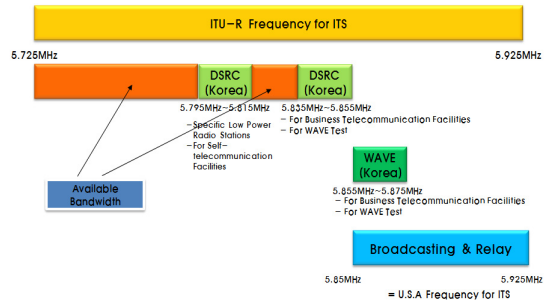 ITU-R Frequency for ITS
5.725MHz
5.925MHz
DSRC
(Korea)
DSRC
(Korea)
5.795MHz~5.815MHz
5.835MHz~5.855MHz
-Specific Low Power
Radio Stations
-For Self-
telecommunication
Facilities
- For Business Telecommunication Facilities
- For WAVE Test
WAVE
(Korea)
Available
Bandwidth
5.855MHz~5.875MHz
- For Business Telecommunication Facilities
- For WAVE Test
Broadcasting & Relay
5.85MHz
5.925MHz
= U.S.A Frequency for ITS